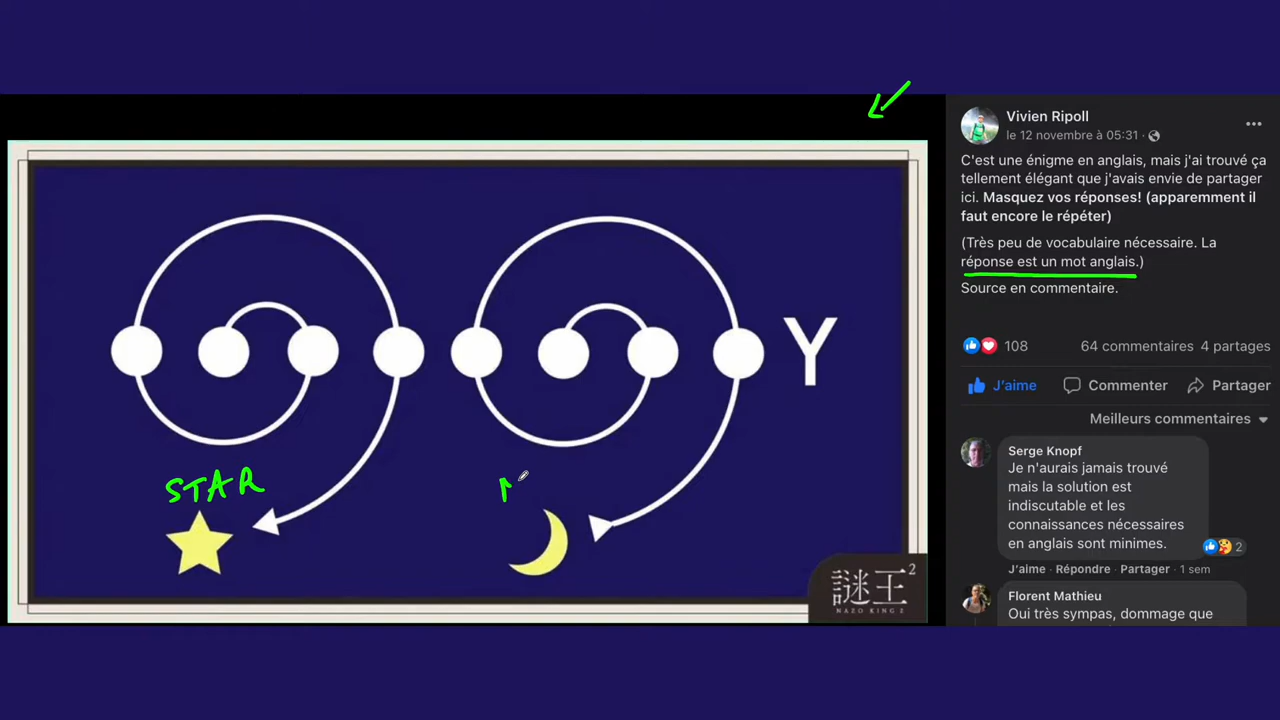 Vivien Ripoll
le 12 novembre à 05:31 ·
C'est une énigme en anglais, mais j'ai trouvé ça
tellement élégant que j'avais envie de partager
ici. Masquez vos réponses! (apparemment il
faut encore le répéter)
(Très peu de vocabulaire nécessaire. La
réponse est un mot anglais.)
Source en commentaire.
108 64 commentaires 4 partages
J'aime Commenter Partager
Meilleurs commentaires
Serge Knopf
Je n'aurais jamais trouvé
mais la solution est
indiscutable et les
connaissances nécessaires
en anglais sont minimes.
2
J'aime Répondre Partager 1 sem
Florent Mathieu
Oui très sympas, dommage que
Y
STAR
謎王2
NAZO KING 2